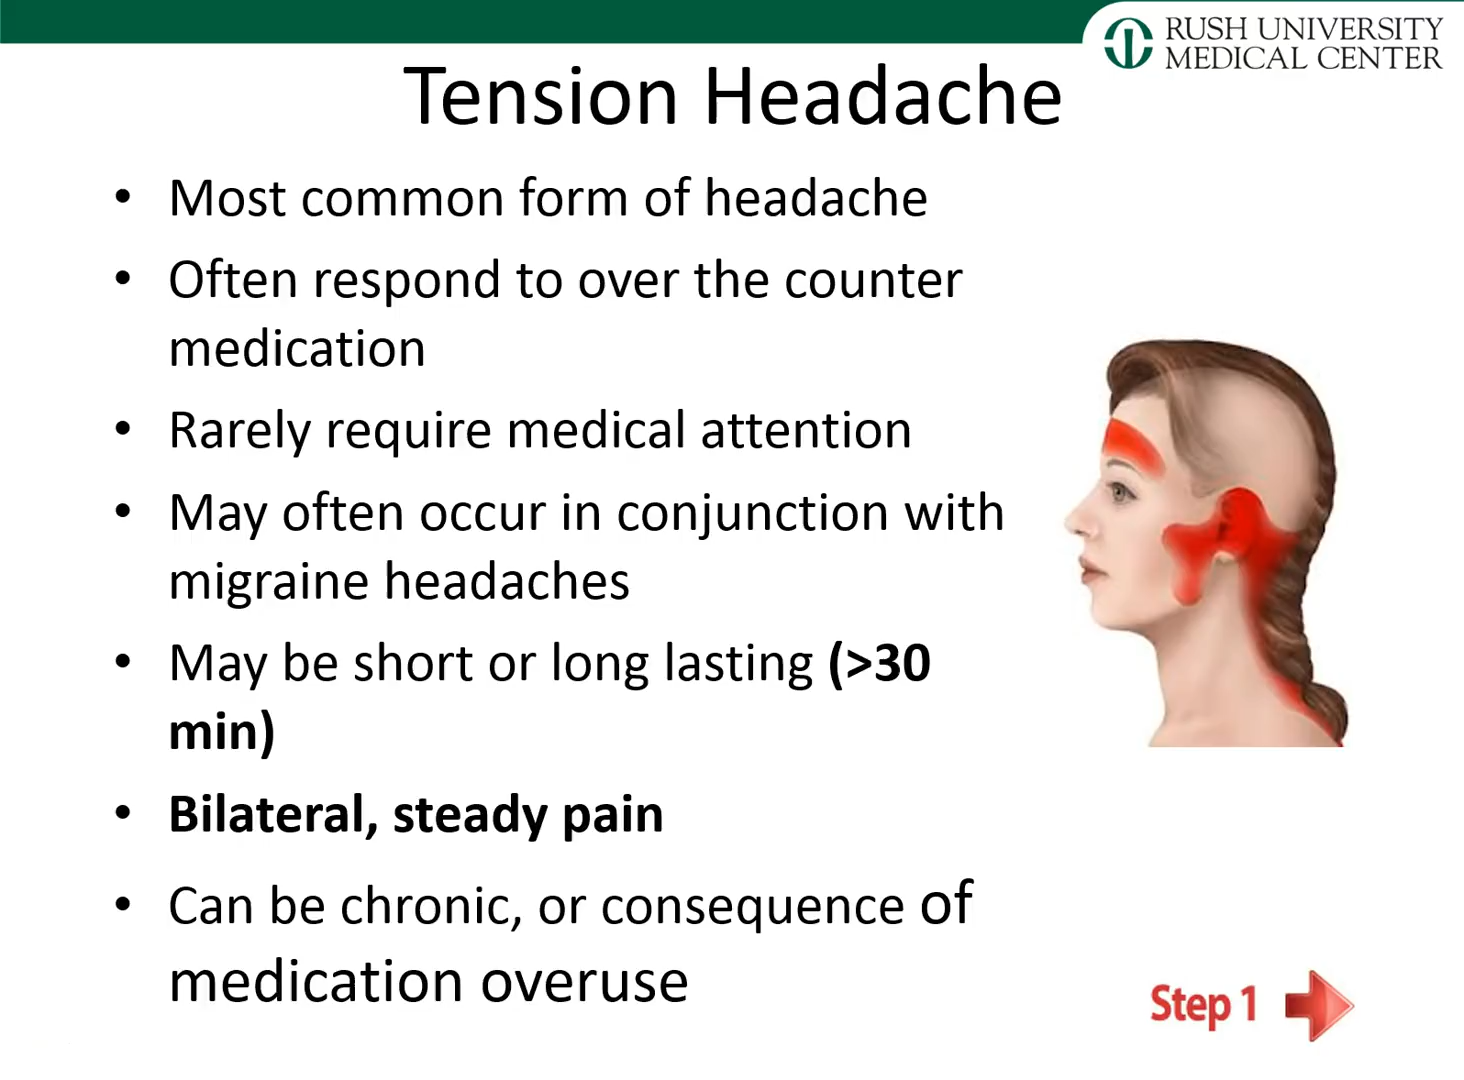 RUSH UNIVERSITY
MEDICAL CENTER
Tension Headache
• Most common form of headache
• Often respond to over the counter
medication
• Rarely require medical attention
• May often occur in conjunction with
migraine headaches
• May be short or long lasting (>30
min)
• Bilateral, steady pain
• Can be chronic, or consequence of
medication overuse
Step 1